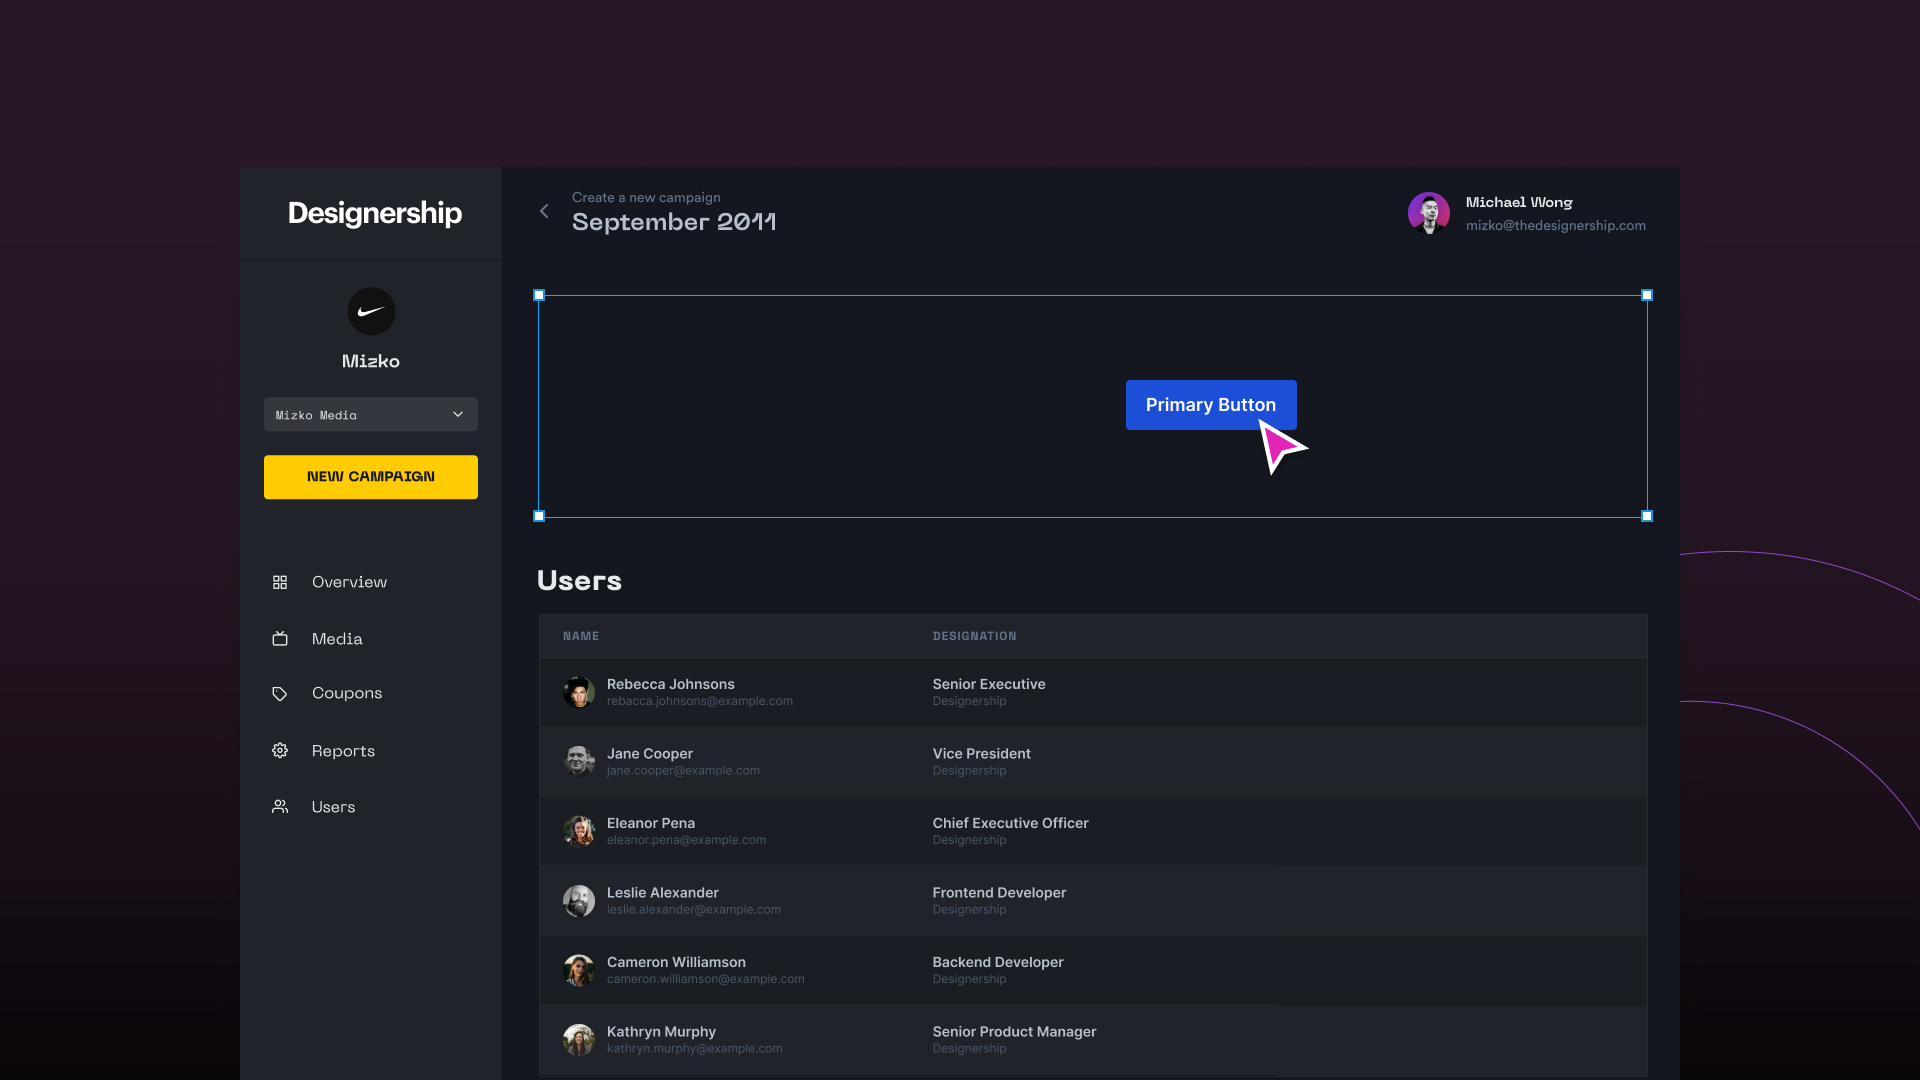 Designership
Mizko
Mizko Media
NEW CAMPAIGN
Overview
Media
Coupons
Reports
Users
Create a new campaign
September 2011
Michael Wong
mizko@thedesignership.com
Primary Button
Users
NAME DESIGNATION
Rebecca Johnsons Senior Executive
rebacca.johnsons@example.com Designership
Jane Cooper Vice President
jane.cooper@example.com Designership
Eleanor Pena Chief Executive Officer
eleanor.pena@example.com Designership
Leslie Alexander Frontend Developer
leslie.alexander@example.com Designership
Cameron Williamson Backend Developer
cameron.williamson@example.com Designership
Kathryn Murphy Senior Product Manager
kathryn.murphy@example.com Designership